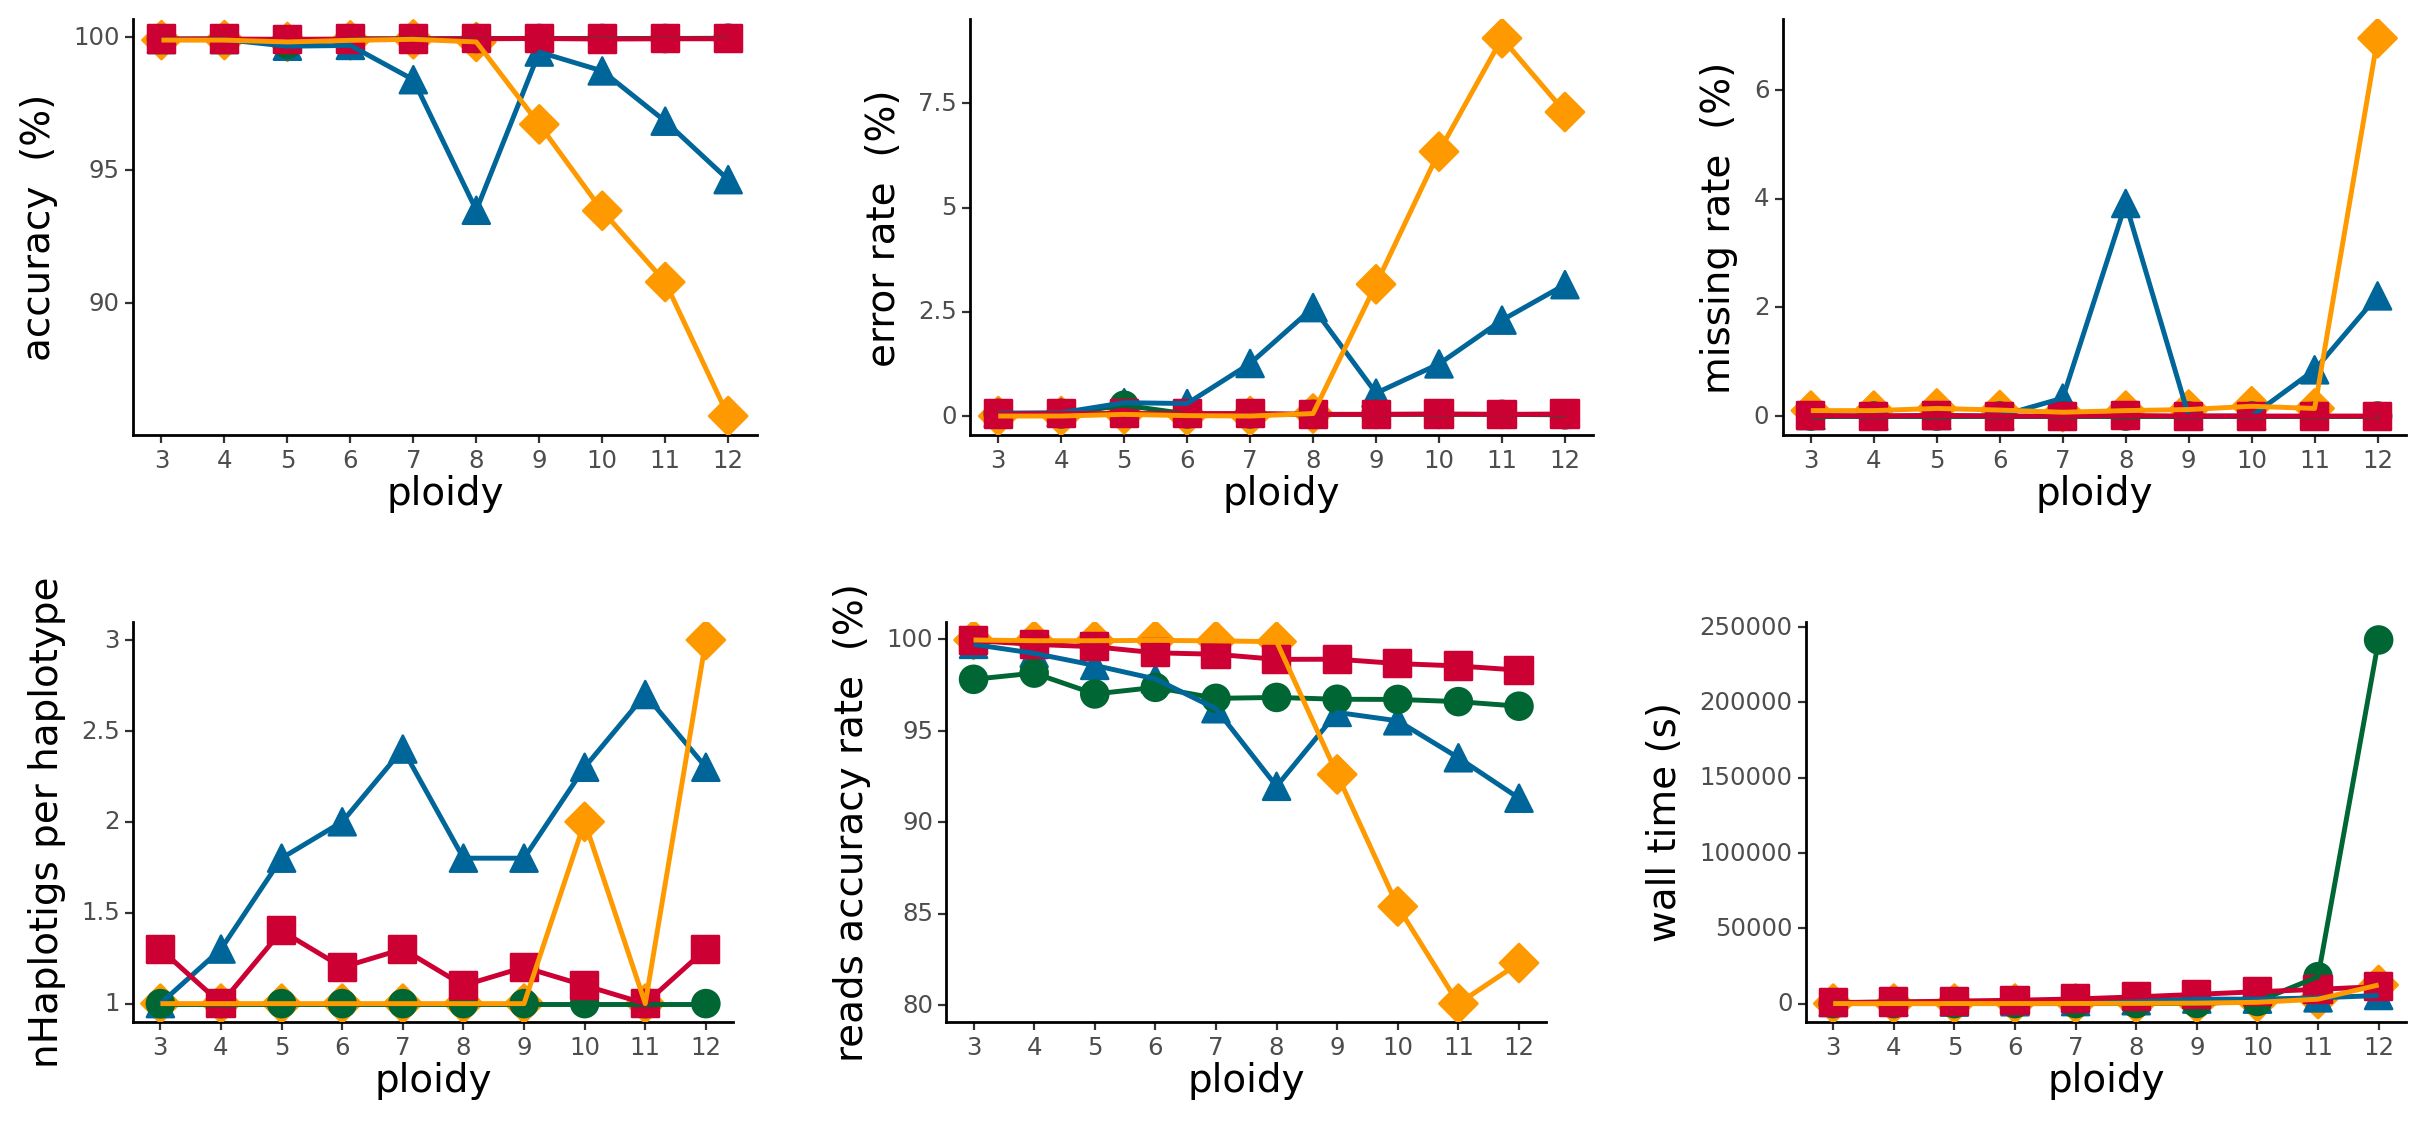 accuracy (%)
100
95
90
3 4 5 6 7 8 9 10 11 12
ploidy
error rate (%)
7.5
5
2.5
0
3 4 5 6 7 8 9 10 11 12
ploidy
missing rate (%)
6
4
2
0
3 4 5 6 7 8 9 10 11 12
ploidy
nHaplotigs per haplotype
3
2.5
2
1.5
1
3 4 5 6 7 8 9 10 11 12
ploidy
reads accuracy rate (%)
100
95
90
85
80
3 4 5 6 7 8 9 10 11 12
ploidy
wall time (s)
250000
200000
150000
100000
50000
0
3 4 5 6 7 8 9 10 11 12
ploidy